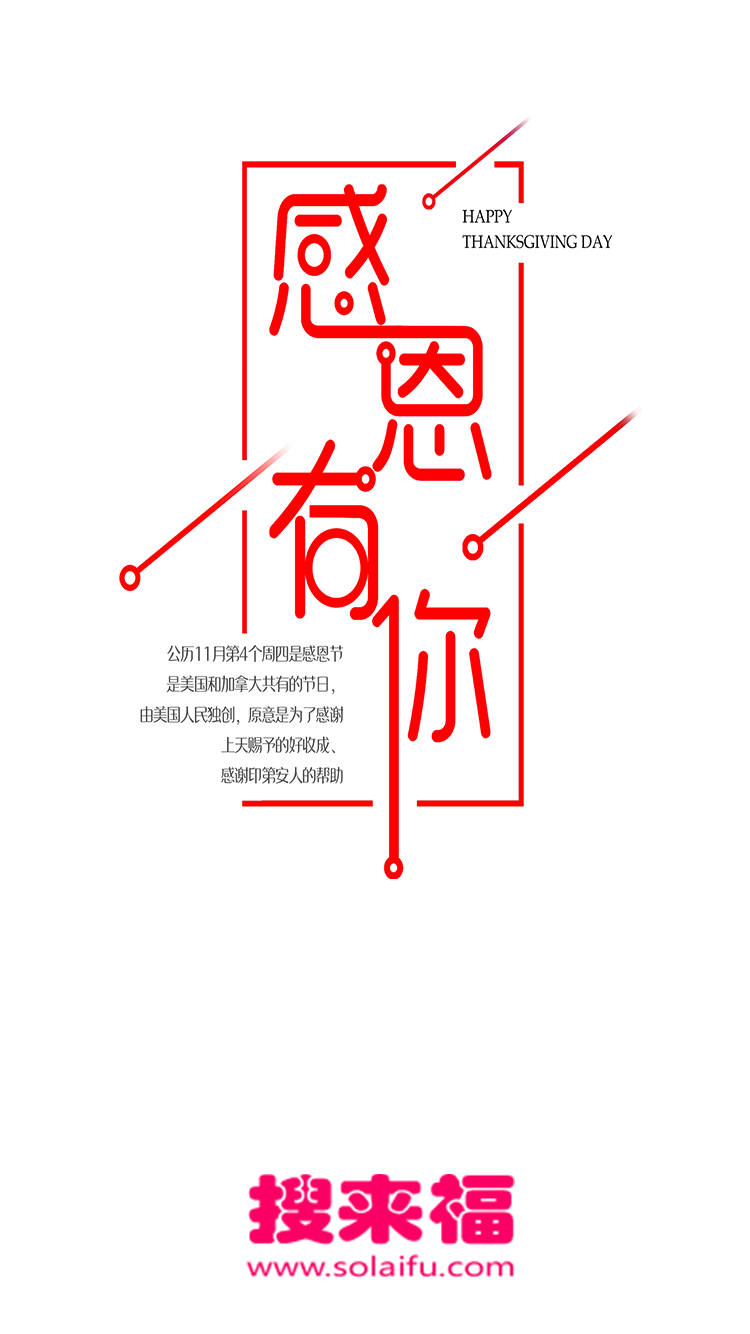 感恩有你
HAPPY
THANKSGIVING DAY
公历11月第4个周四是感恩节
是美国和加拿大共有的节日，
由美国人民独创，原意是为了感谢
上天赐予的好收成、
感谢印第安人的帮助
搜来福
www.solaifu.com